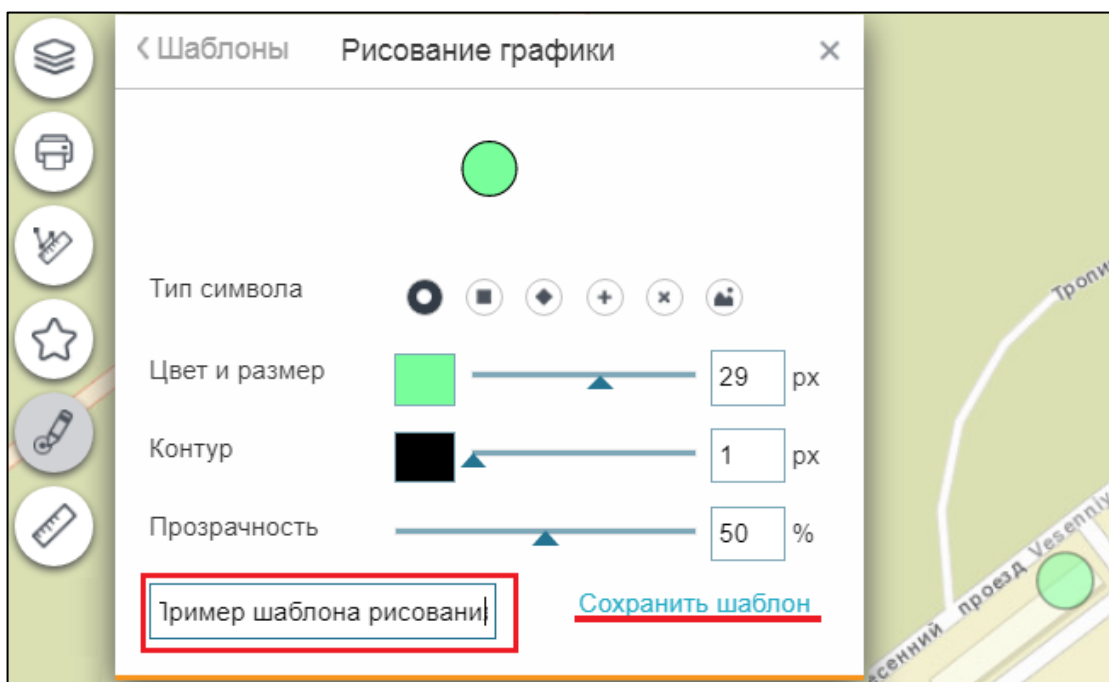 Шаблоны Рисование графики
Тип символа
Цвет и размер 29 px
Контур 1 px
Прозрачность 50 %
Пример шаблона рисовани Сохранить шаблон
Тропи
есенний проезд Vesenniy